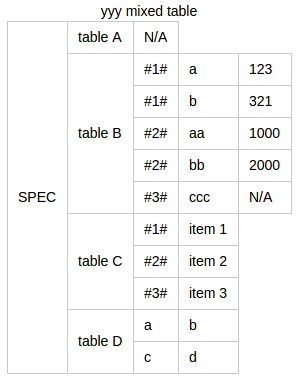 yyy mixed table
SPEC
table A N/A
table B
#1# a 123
#1# b 321
#2# aa 1000
#2# bb 2000
#3# ccc N/A
table C
#1# item 1
#2# item 2
#3# item 3
table D
a b
c d